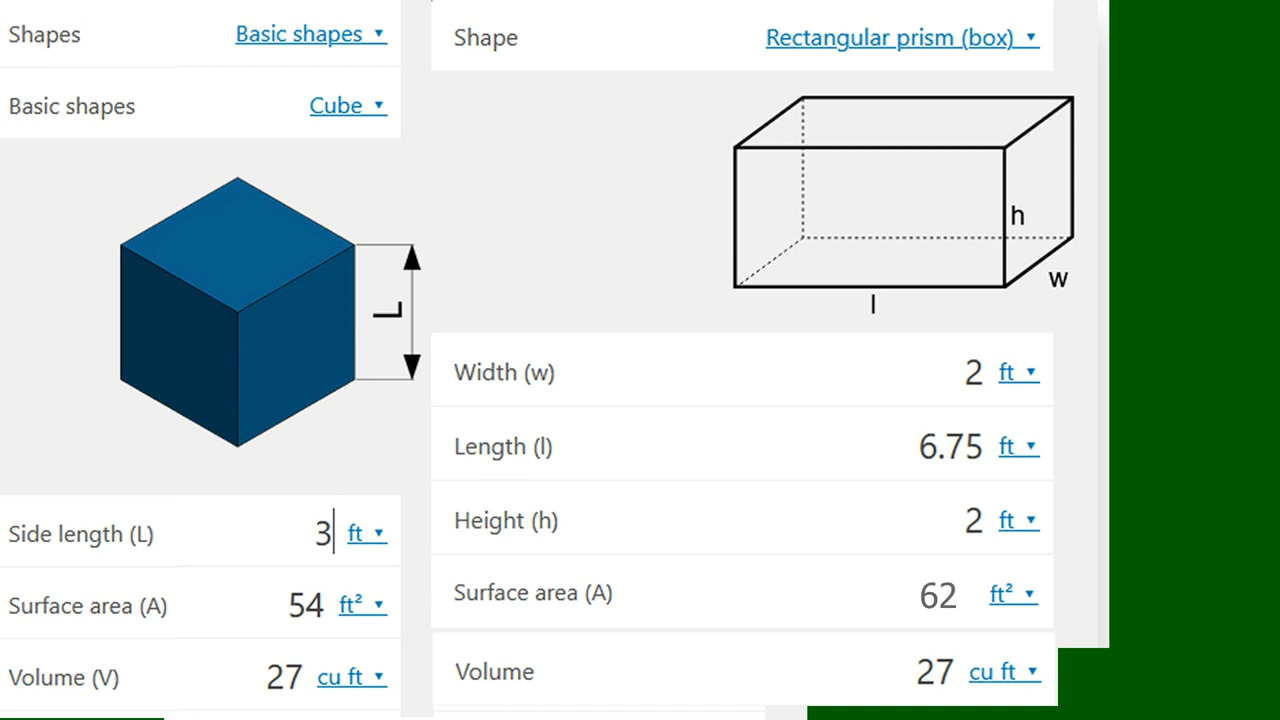 Shapes Basic shapes ▼
Basic shapes Cube ▼
L
Side length (L) 3 ft ▼
Surface area (A) 54 ft² ▼
Volume (V) 27 cu ft ▼
Shape Rectangular prism (box) ▼
h
w
l
Width (w) 2 ft ▼
Length (l) 6.75 ft ▼
Height (h) 2 ft ▼
Surface area (A) 62 ft² ▼
Volume 27 cu ft ▼